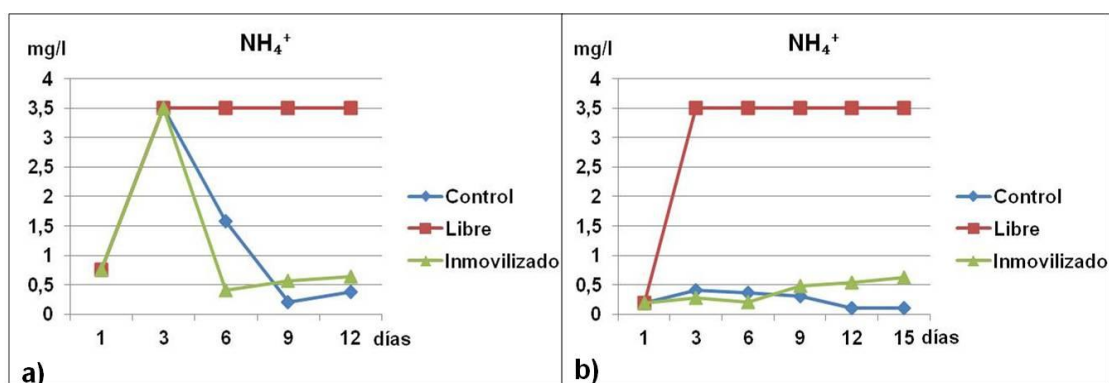 NH₄⁺
mg/l
4
3,5
3
2,5
2
1,5
1
0,5
0
1 3 6 9 12 días
Control
Libre
Inmovilizado
a)
NH₄⁺
mg/l
4
3,5
3
2,5
2
1,5
1
0,5
0
1 3 6 9 12 15 días
Control
Libre
Inmovilizado
b)